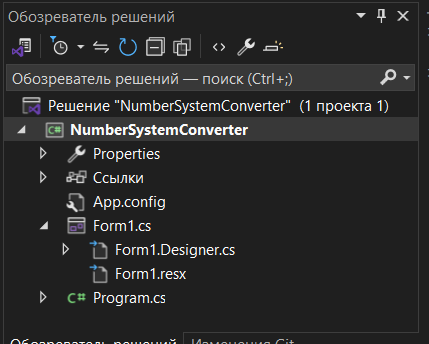 Обозреватель решений
Обозреватель решений — поиск (Ctrl+;)
Решение "NumberSystemConverter" (1 проекта 1)
C# NumberSystemConverter
Properties
Ссылки
App.config
Form1.cs
Form1.Designer.cs
Form1.resx
C# Program.cs
Обозреватель решений Изменения Git